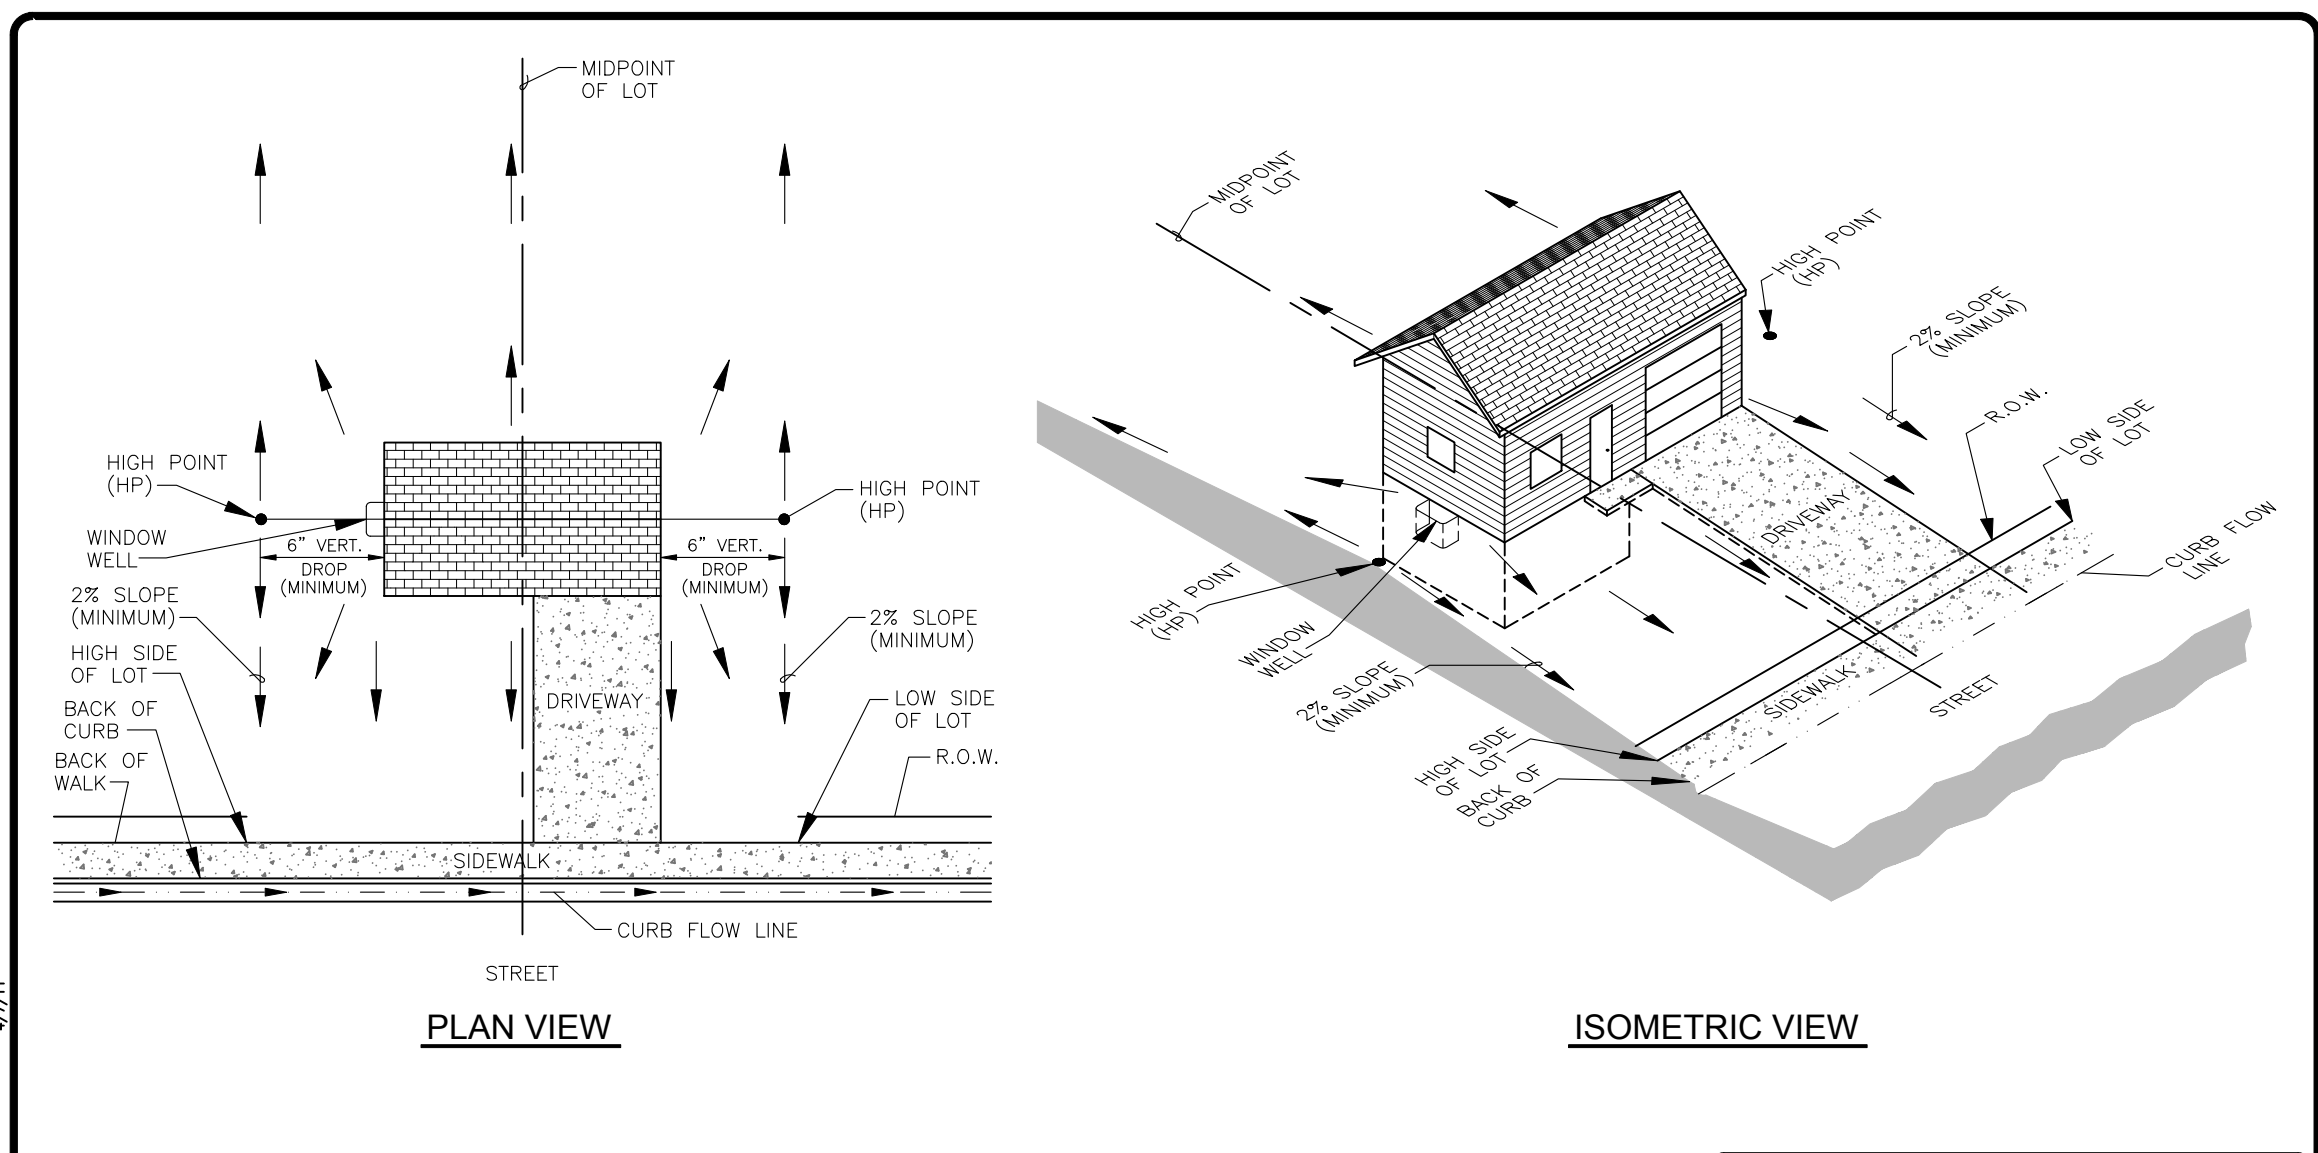 MIDPOINT
OF LOT
HIGH POINT
(HP)
WINDOW
WELL
2% SLOPE
(MINIMUM)
HIGH SIDE
OF LOT
BACK OF
CURB
BACK OF
WALK
6” VERT.
DROP
(MINIMUM)
6” VERT.
DROP
(MINIMUM)
HIGH POINT
(HP)
2% SLOPE
(MINIMUM)
LOW SIDE
OF LOT
R.O.W.
DRIVEWAY
SIDEWALK
CURB FLOW LINE
STREET
PLAN VIEW
MIDPOINT
OF LOT
HIGH POINT
(HP)
2% SLOPE
(MINIMUM)
R.O.W.
LOW SIDE
OF LOT
CURB FLOW
LINE
DRIVEWAY
HIGH POINT
(HP)
WINDOW
WELL
2% SLOPE
(MINIMUM)
HIGH SIDE
OF LOT
BACK OF
CURB
SIDEWALK
STREET
ISOMETRIC VIEW